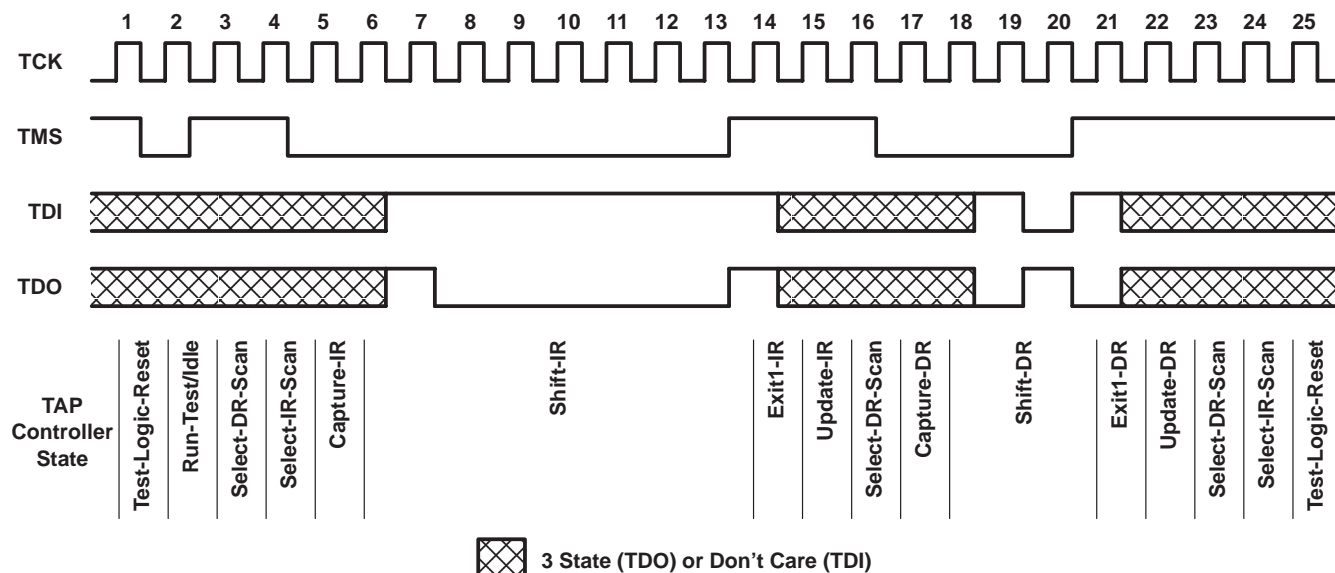 1 2 3 4 5 6 7 8 9 10 11 12 13 14 15 16 17 18 19 20 21 22 23 24 25
TCK
TMS
TDI
TDO
TAP
Controller
State
Test-Logic-Reset
Run-Test/Idle
Select-DR-Scan
Select-IR-Scan
Capture-IR
Shift-IR
Exit1-IR
Update-IR
Select-DR-Scan
Capture-DR
Shift-DR
Exit1-DR
Update-DR
Select-DR-Scan
Select-IR-Scan
Test-Logic-Reset
3 State (TDO) or Don't Care (TDI)